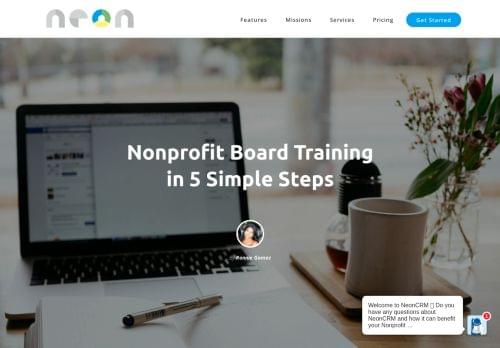 neon
Features
Missions
Services
Pricing
Get Started
Nonprofit Board Training
in 5 Simple Steps
Ronnie Gomez
Welcome to NeonCRM Do you
have any questions about
NeonCRM and how it can benefit
your Nonprofit ...
1